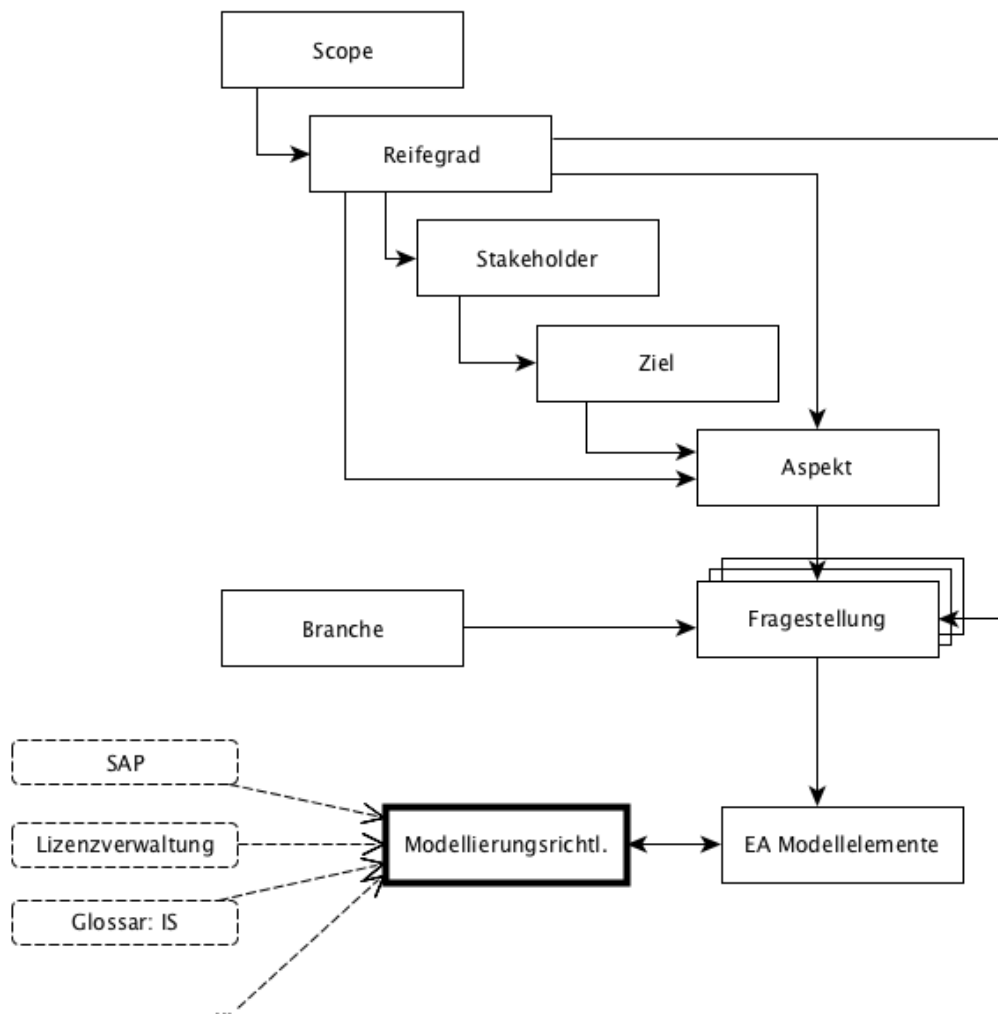 Scope
Reifegrad
Stakeholder
Ziel
Aspekt
Branche
Fragestellung
SAP
Lizenzverwaltung
Modellierungsrichtl.
EA Modellelemente
Glossar: IS
...